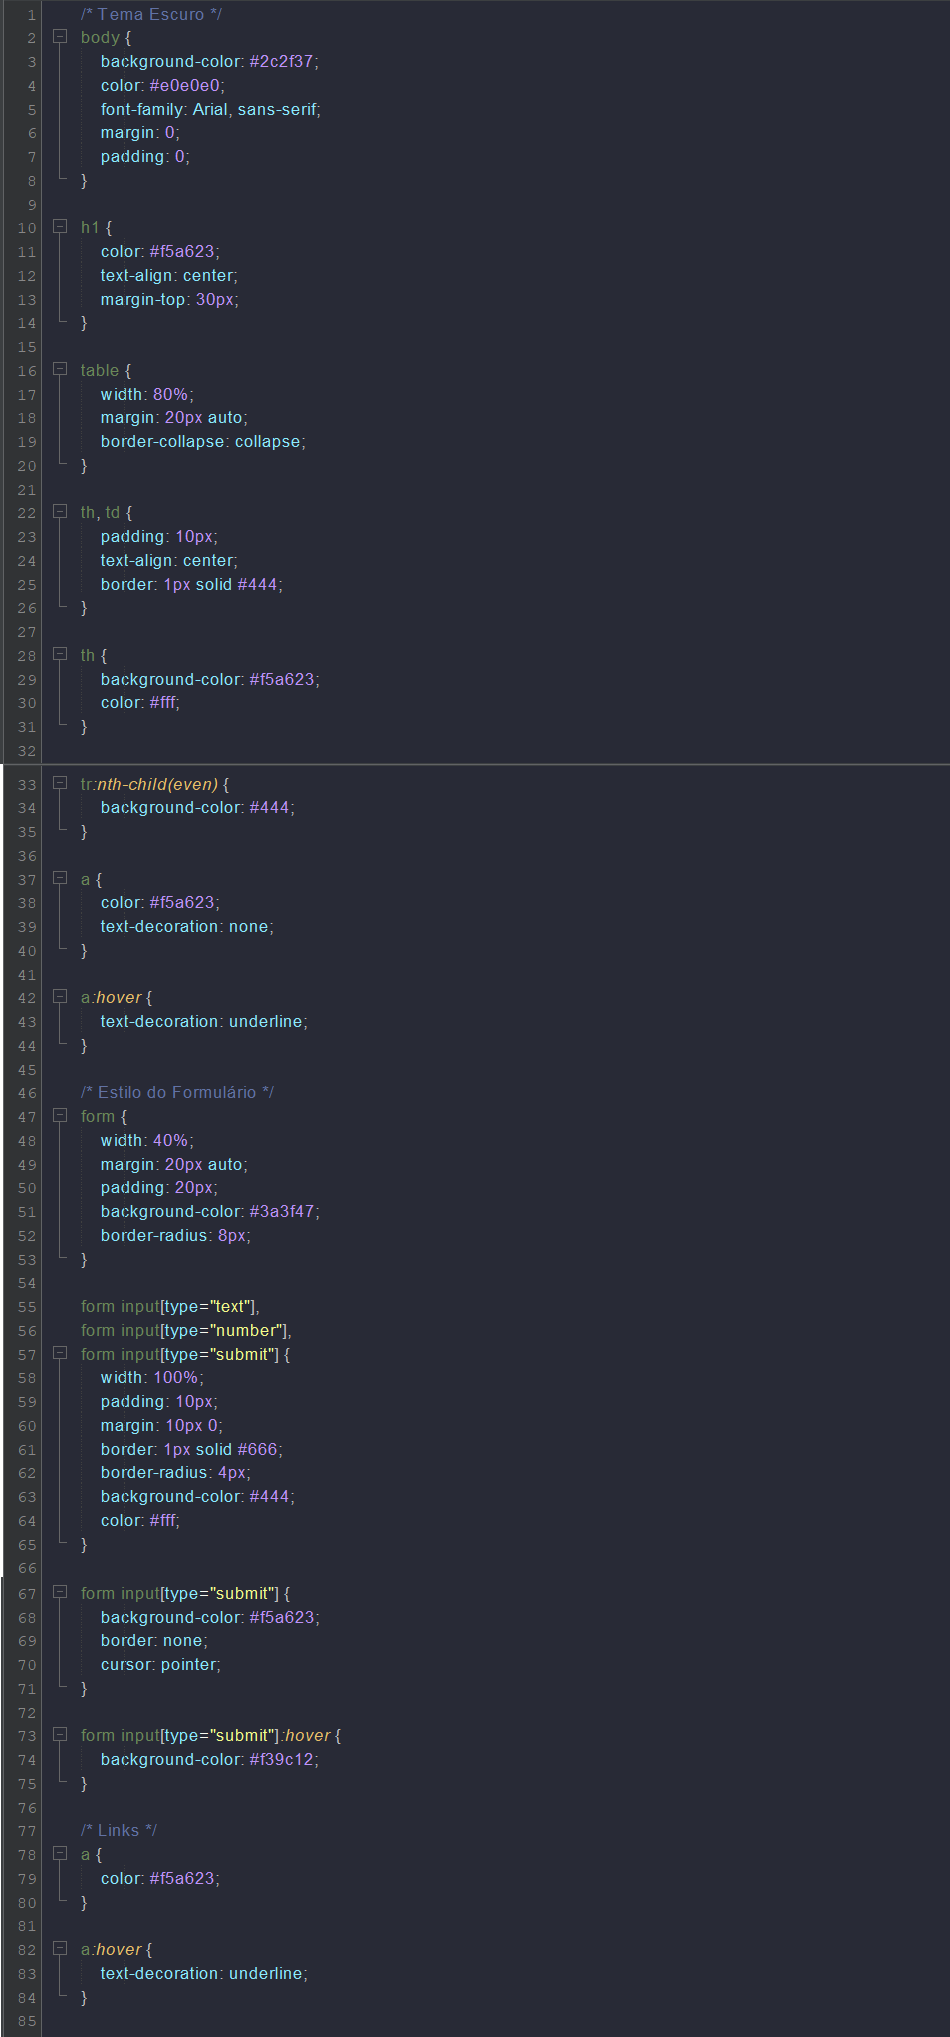 1 /* Tema Escuro */
2 body {
3 background-color: #2c2f37;
4 color: #e0e0e0;
5 font-family: Arial, sans-serif;
6 margin: 0;
7 padding: 0;
8 }
9
10 h1 {
11 color: #f5a623;
12 text-align: center;
13 margin-top: 30px;
14 }
15
16 table {
17 width: 80%;
18 margin: 20px auto;
19 border-collapse: collapse;
20 }
21
22 th, td {
23 padding: 10px;
24 text-align: center;
25 border: 1px solid #444;
26 }
27
28 th {
29 background-color: #f5a623;
30 color: #fff;
31 }
32
33 tr:nth-child(even) {
34 background-color: #444;
35 }
36
37 a {
38 color: #f5a623;
39 text-decoration: none;
40 }
41
42 a:hover {
43 text-decoration: underline;
44 }
45
46 /* Estilo do Formulário */
47 form {
48 width: 40%;
49 margin: 20px auto;
50 padding: 20px;
51 background-color: #3a3f47;
52 border-radius: 8px;
53 }
54
55 form input[type="text"],
56 form input[type="number"],
57 form input[type="submit"] {
58 width: 100%;
59 padding: 10px;
60 margin: 10px 0;
61 border: 1px solid #666;
62 border-radius: 4px;
63 background-color: #444;
64 color: #fff;
65 }
66
67 form input[type="submit"] {
68 background-color: #f5a623;
69 border: none;
70 cursor: pointer;
71 }
72
73 form input[type="submit"]:hover {
74 background-color: #f39c12;
75 }
76
77 /* Links */
78 a {
79 color: #f5a623;
80 }
81
82 a:hover {
83 text-decoration: underline;
84 }
85